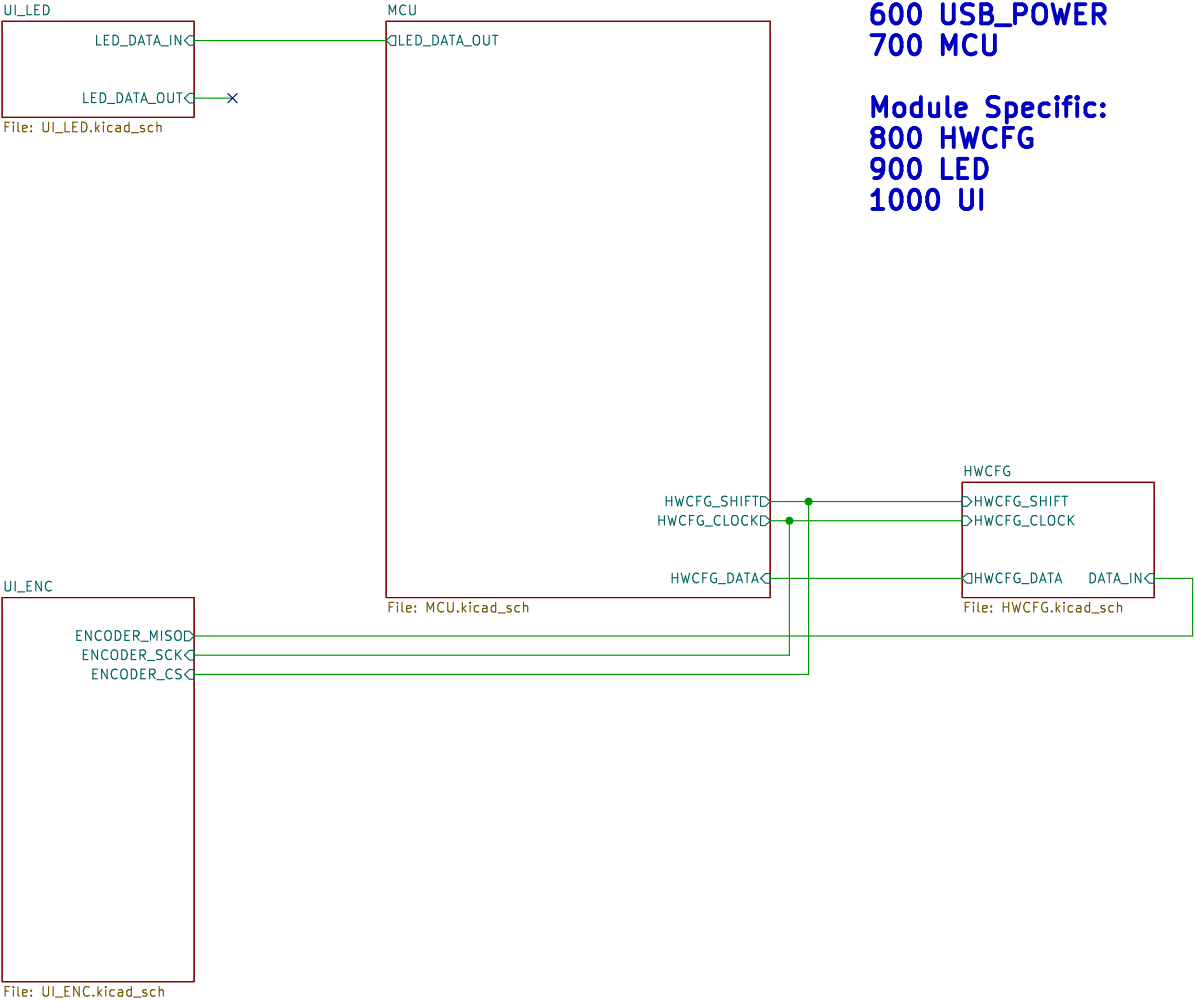 UI_LED
LED_DATA_IN
LED_DATA_OUT
File: UI_LED.kicad_sch
MCU
LED_DATA_OUT
HWCFG_SHIFT
HWCFG_CLOCK
HWCFG_DATA
File: MCU.kicad_sch
600 USB_POWER
700 MCU
Module Specific:
800 HWCFG
900 LED
1000 UI
HWCFG
HWCFG_SHIFT
HWCFG_CLOCK
HWCFG_DATA DATA_IN
File: HWCFG.kicad_sch
UI_ENC
ENCODER_MISO
ENCODER_SCK
ENCODER_CS
File: UI_ENC.kicad_sch